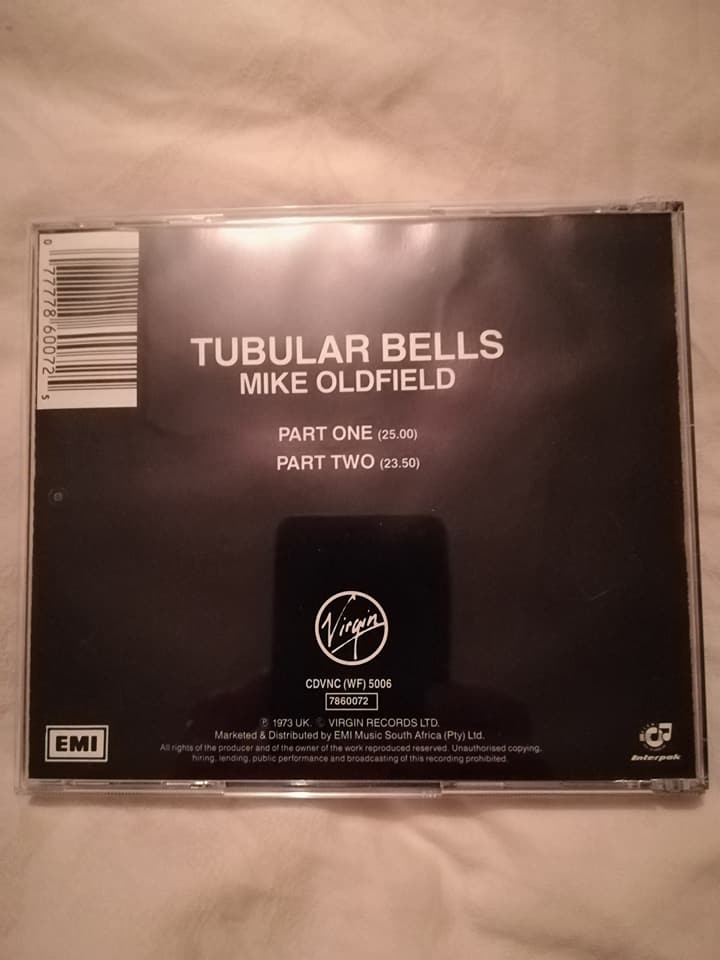 0 77778 60072 5
TUBULAR BELLS
MIKE OLDFIELD
PART ONE (25.00)
PART TWO (23.50)
Virgin
CDVNC (WF) 5006
7860072
℗ 1973 UK. © VIRGIN RECORDS LTD.
Marketed & Distributed by EMI Music South Africa (Pty) Ltd.
All rights of the producer and of the owner of the work reproduced reserved. Unauthorised copying,
hiring, lending, public performance and broadcasting of this recording prohibited.
EMI
Interpak